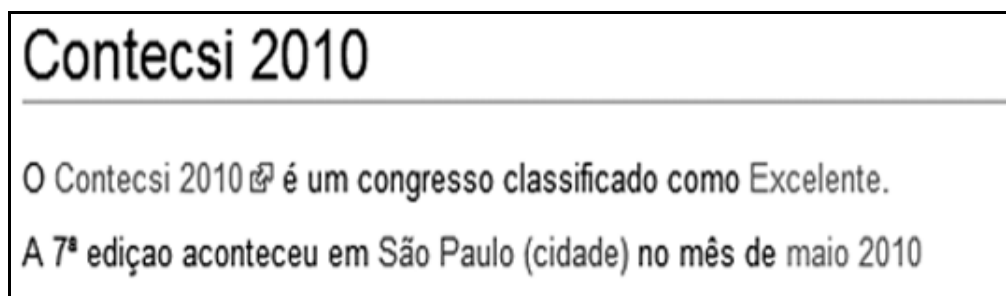 Contecsi 2010
O Contecsi 2010 é um congresso classificado como Excelente.
A 7ª ediçao aconteceu em São Paulo (cidade) no mês de maio 2010